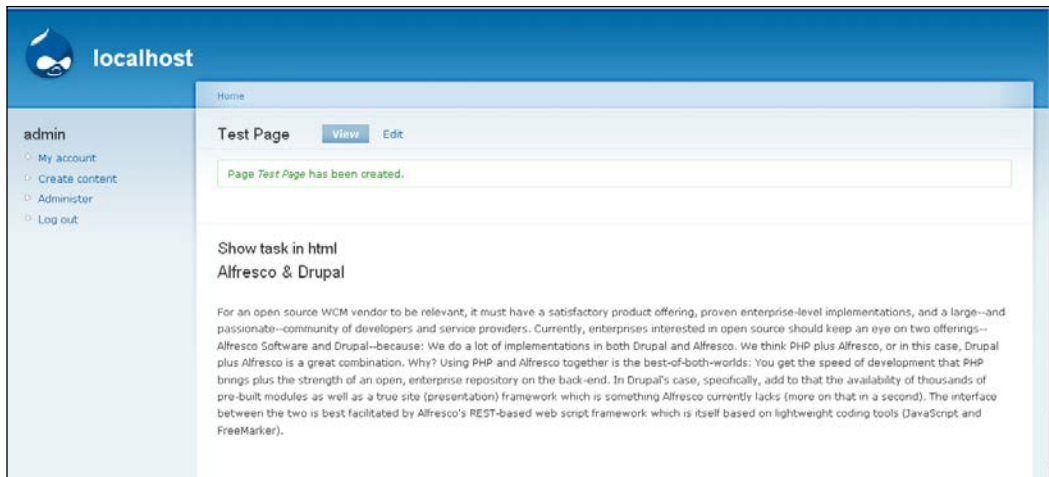 localhost
Home
admin
My account
Create content
Administer
Log out
Test Page
View
Edit
Page Test Page has been created.
Show task in html
Alfresco & Drupal
For an open source WCM vendor to be relevant, it must have a satisfactory product offering, proven enterprise-level implementations, and a large--and
passionate--community of developers and service providers. Currently, enterprises interested in open source should keep an eye on two offerings--
Alfresco Software and Drupal--because: We do a lot of implementations in both Drupal and Alfresco. We think PHP plus Alfresco, or in this case, Drupal
plus Alfresco is a great combination. Why? Using PHP and Alfresco together is the best-of-both-worlds: You get the speed of development that PHP
brings plus the strength of an open, enterprise repository on the back-end. In Drupal's case, specifically, add to that the availability of thousands of
pre-built modules as well as a true site (presentation) framework which is something Alfresco currently lacks (more on that in a second). The interface
between the two is best facilitated by Alfresco's REST-based web script framework which is itself based on lightweight coding tools (JavaScript and
FreeMarker).